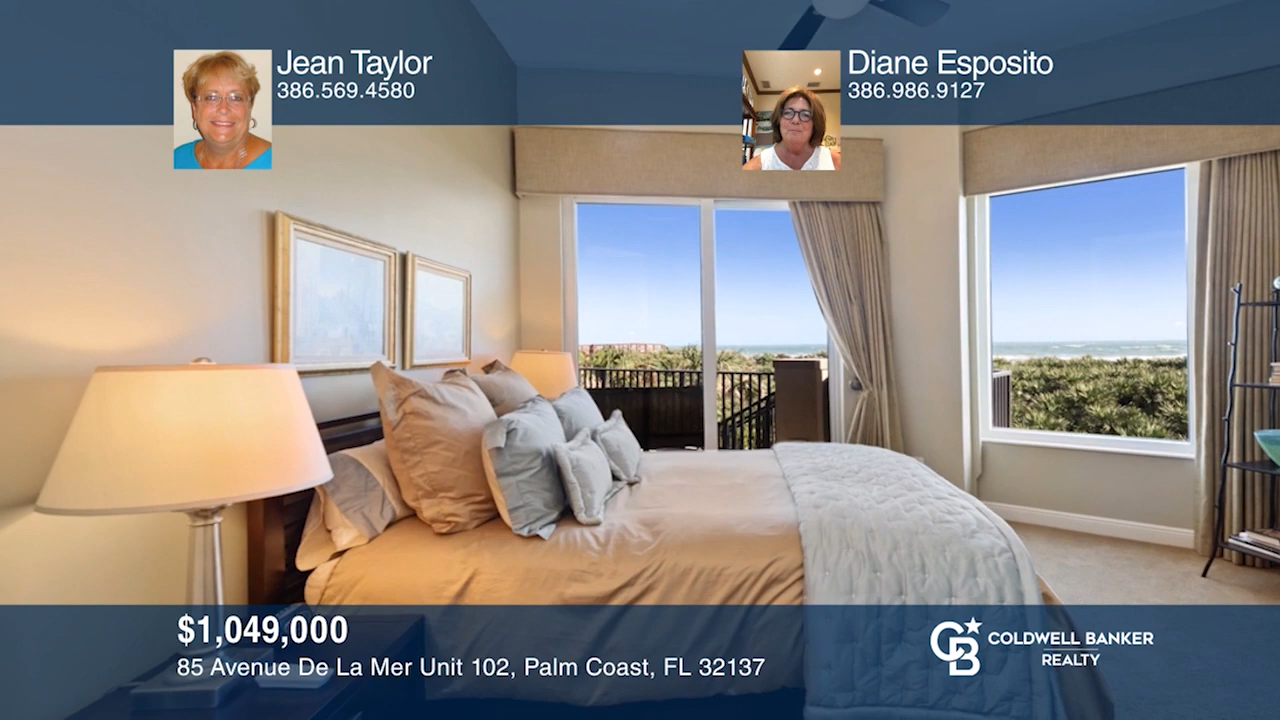 Jean Taylor
386.569.4580
Diane Esposito
386.986.9127
$1,049,000
85 Avenue De La Mer Unit 102, Palm Coast, FL 32137
CB
COLDWELL BANKER
REALTY